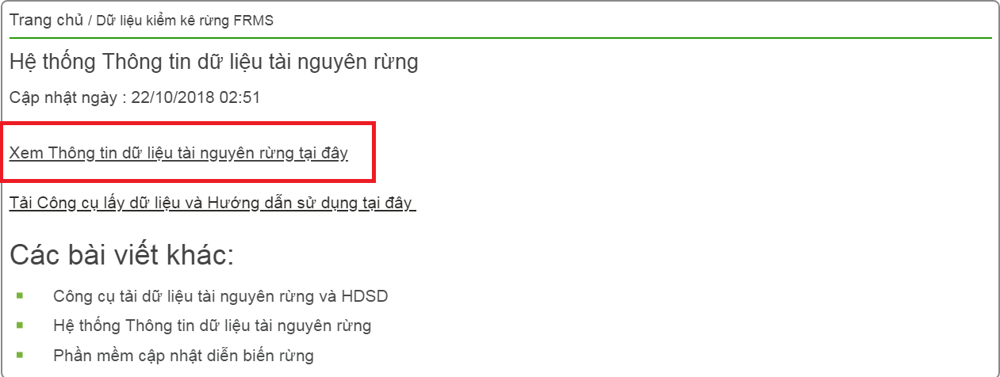 Trang chủ / Dữ liệu kiểm kê rừng FRMS
Hệ thống Thông tin dữ liệu tài nguyên rừng
Cập nhật ngày : 22/10/2018 02:51
Xem Thông tin dữ liệu tài nguyên rừng tại đây
Tải Công cụ lấy dữ liệu và Hướng dẫn sử dụng tại đây
Các bài viết khác:
Công cụ tải dữ liệu tài nguyên rừng và HDSD
Hệ thống Thông tin dữ liệu tài nguyên rừng
Phần mềm cập nhật diễn biến rừng